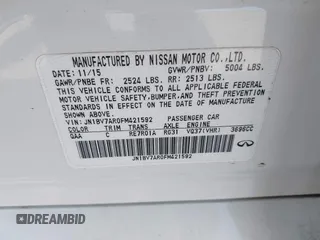 MANUFACTURED BY NISSAN MOTOR CO.,LTD.
DATE: 11/15 GVWR/PNBV: 5004 LBS.
GAWR/PNBE FR: 2524 LBS. RR: 2513 LBS.
THIS VEHICLE CONFORMS TO ALL APPLICABLE
FEDERAL MOTOR VEHICLE SAFETY, BUMPER, AND THEFT PREVENTION
STANDARDS IN EFFECT ON THE DATE OF MANUFACTURE
SHOWN ABOVE.
VIN: JN1BV7AR0FM421592 PASSENGER CAR
COLOR TRIM TRANS AXLE ENGINE
QAA C RE7R01A RG31 VQ37(VHR) 3696CC
JN1BV7AR0FM421592 INFINITI
DREAMBID